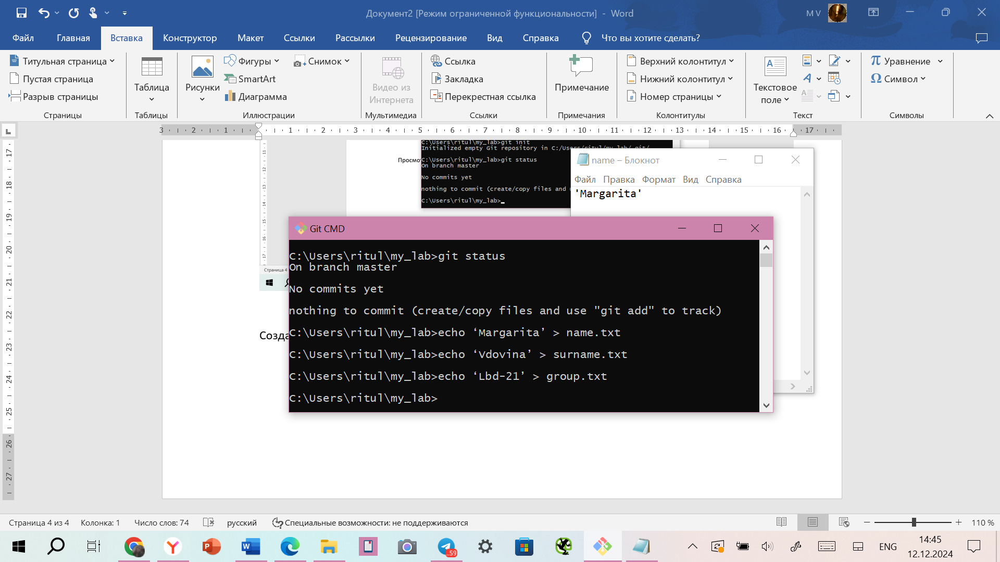 Документ2 [Режим ограниченной функциональности] - Word
M V
Файл Главная Вставка Конструктор Макет Ссылки Рассылки Рецензирование Вид Справка Что вы хотите сделать?
Титульная страница
Пустая страница
Разрыв страницы
Страницы
Таблица
Таблицы
Рисунки
Фигуры
SmartArt
Диаграмма
Снимок
Иллюстрации
Видео из
Интернета
Мультимедиа
Ссылка
Закладка
Перекрестная ссылка
Ссылки
Примечание
Примечания
Верхний колонтитул
Нижний колонтитул
Номер страницы
Колонтитулы
Текстовое
поле
Текст
Уравнение
Символ
Символы
3 2 1 1 2 3 4 5 6 7 8 9 10 11 12 13 14 15 16 17
17
18
19
20
21
22
23
24
25
26
27
11
12
13
14
15
16
17
Страница 4
Просмо
C:\Users\ritul\my_lab>git init
Initialized empty Git repository in C:/Users/ritul/my_lab/.git/
C:\Users\ritul\my_lab>git status
On branch master
No commits yet
nothing to commit (create/copy files and
C:\Users\ritul\my_lab>_
name – Блокнот
Файл Правка Формат Вид Справка
'Margarita'
Созда
Git CMD
C:\Users\ritul\my_lab>git status
On branch master
No commits yet
nothing to commit (create/copy files and use "git add" to track)
C:\Users\ritul\my_lab>echo ‘Margarita’ > name.txt
C:\Users\ritul\my_lab>echo ‘Vdovina’ > surname.txt
C:\Users\ritul\my_lab>echo ‘Lbd-21’ > group.txt
C:\Users\ritul\my_lab>
Страница 4 из 4 Колонка: 1 Число слов: 74 русский Специальные возможности: не поддерживаются 110 %
..59
ENG
14:45
12.12.2024